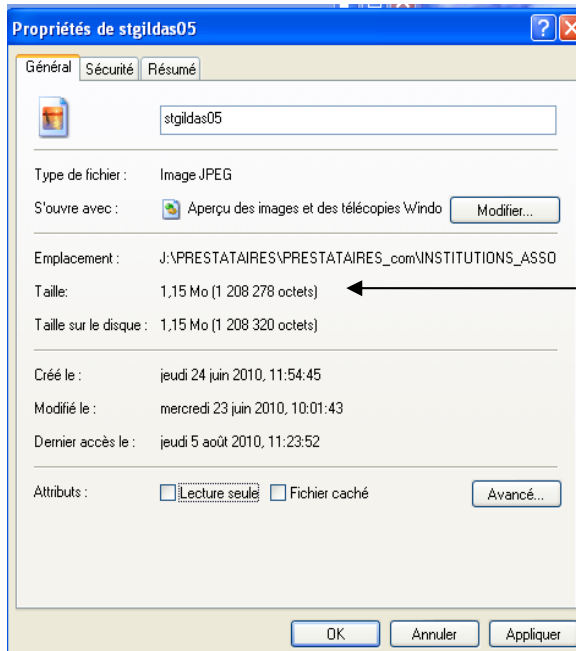 Propriétés de stgildas05
Général Sécurité Résumé
stgildas05
Type de fichier : Image JPEG
S'ouvre avec : Aperçu des images et des télécopies Windo Modifier...
Emplacement : J:\PRESTATAIRES\PRESTATAIRES_com\INSTITUTIONS_ASSO
Taille: 1,15 Mo (1 208 278 octets)
Taille sur le disque : 1,15 Mo (1 208 320 octets)
Créé le : jeudi 24 juin 2010, 11:54:45
Modifié le : mercredi 23 juin 2010, 10:01:43
Dernier accès le : jeudi 5 août 2010, 11:23:52
Attributs : Lecture seule Fichier caché Avancé...
OK Annuler Appliquer